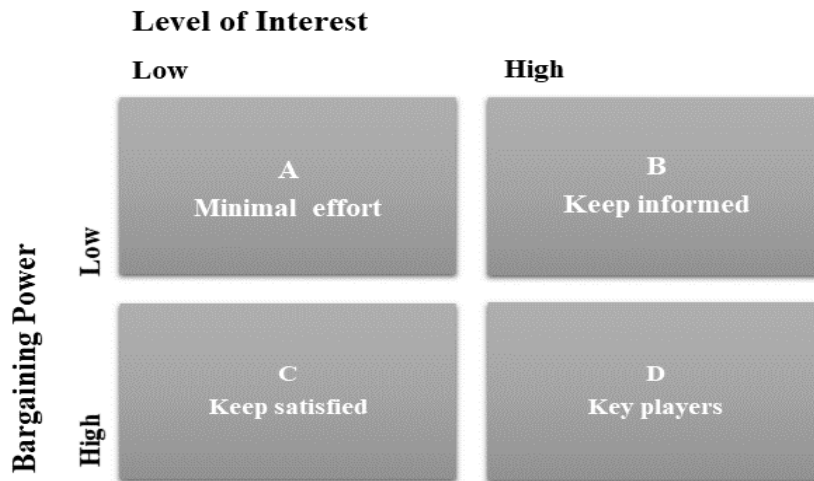 Level of Interest
Low High
A
Minimal effort
B
Keep informed
Bargaining Power
Low
C
Keep satisfied
D
Key players
High